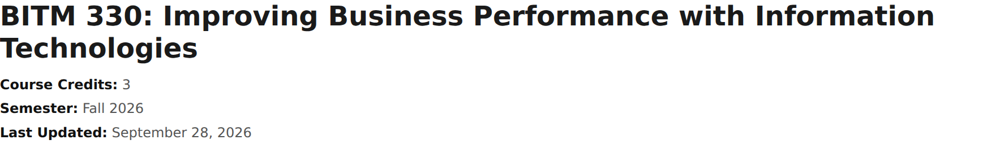 BITM 330: Improving Business Performance with Information
Technologies
Course Credits: 3
Semester: Fall 2026
Last Updated: September 28, 2026